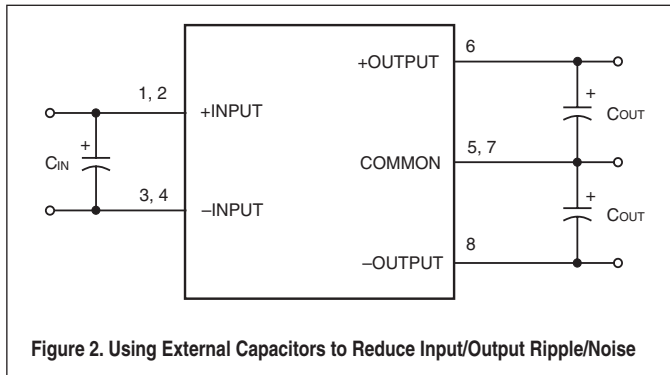 6
+OUTPUT
1, 2
+INPUT
+
COUT
+
CIN
5, 7
COMMON
3, 4
–INPUT
+
COUT
8
–OUTPUT
Figure 2. Using External Capacitors to Reduce Input/Output Ripple/Noise